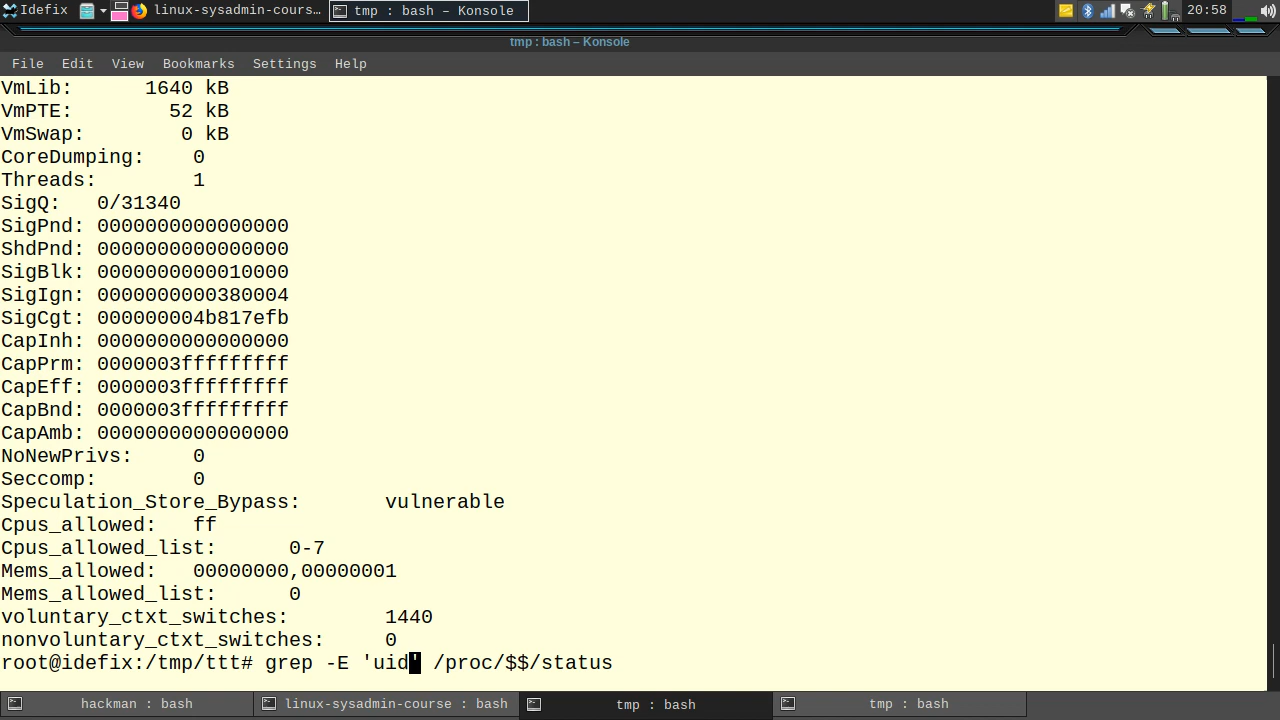 Idefix linux-sysadmin-cours… tmp : bash – Konsole 20:58
tmp : bash – Konsole
File Edit View Bookmarks Settings Help
VmLib: 1640 kB
VmPTE: 52 kB
VmSwap: 0 kB
CoreDumping: 0
Threads: 1
SigQ: 0/31340
SigPnd: 0000000000000000
ShdPnd: 0000000000000000
SigBlk: 0000000000010000
SigIgn: 0000000000380004
SigCgt: 000000004b817efb
CapInh: 0000000000000000
CapPrm: 0000003fffffffff
CapEff: 0000003fffffffff
CapBnd: 0000003fffffffff
CapAmb: 0000000000000000
NoNewPrivs: 0
Seccomp: 0
Speculation_Store_Bypass: vulnerable
Cpus_allowed: ff
Cpus_allowed_list: 0-7
Mems_allowed: 00000000,00000001
Mems_allowed_list: 0
voluntary_ctxt_switches: 1440
nonvoluntary_ctxt_switches: 0
root@idefix:/tmp/ttt# grep -E 'uid' /proc/$$/status
hackman : bash linux-sysadmin-course : bash tmp : bash tmp : bash